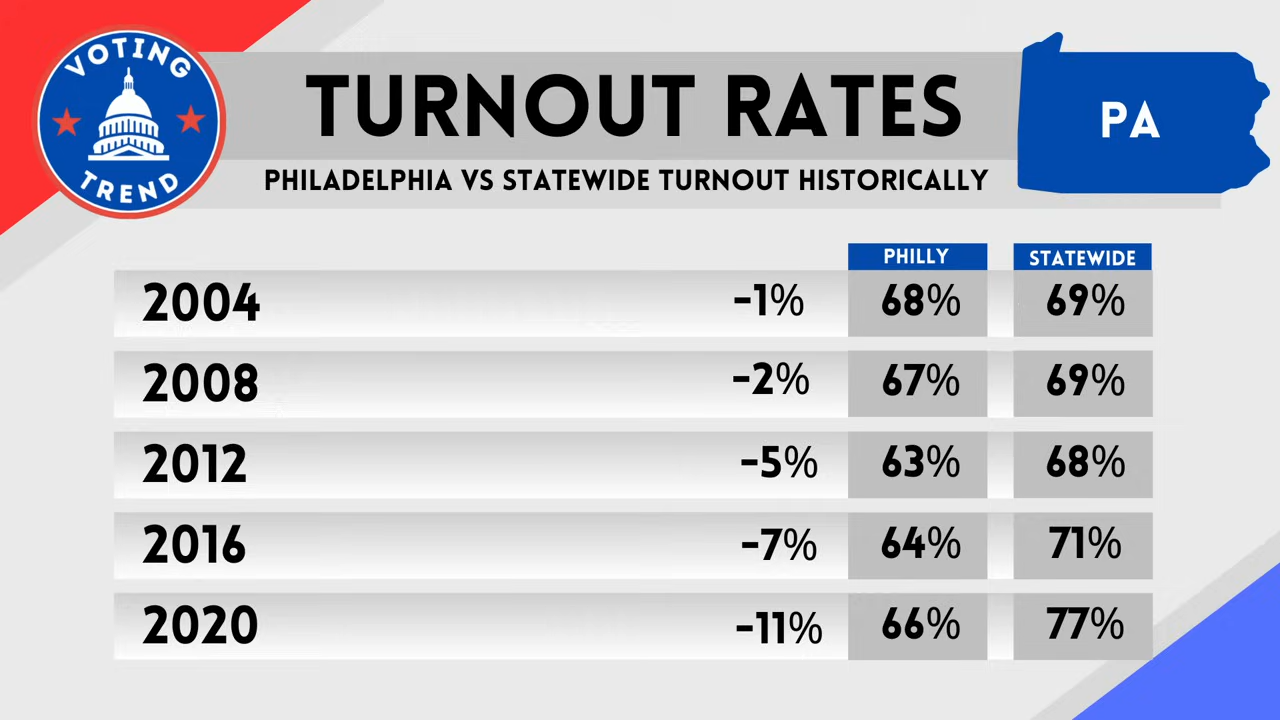 VOTING
TREND
TURNOUT RATES
PHILADELPHIA VS STATEWIDE TURNOUT HISTORICALLY
PA
PHILLY STATEWIDE
2004 -1% 68% 69%
2008 -2% 67% 69%
2012 -5% 63% 68%
2016 -7% 64% 71%
2020 -11% 66% 77%